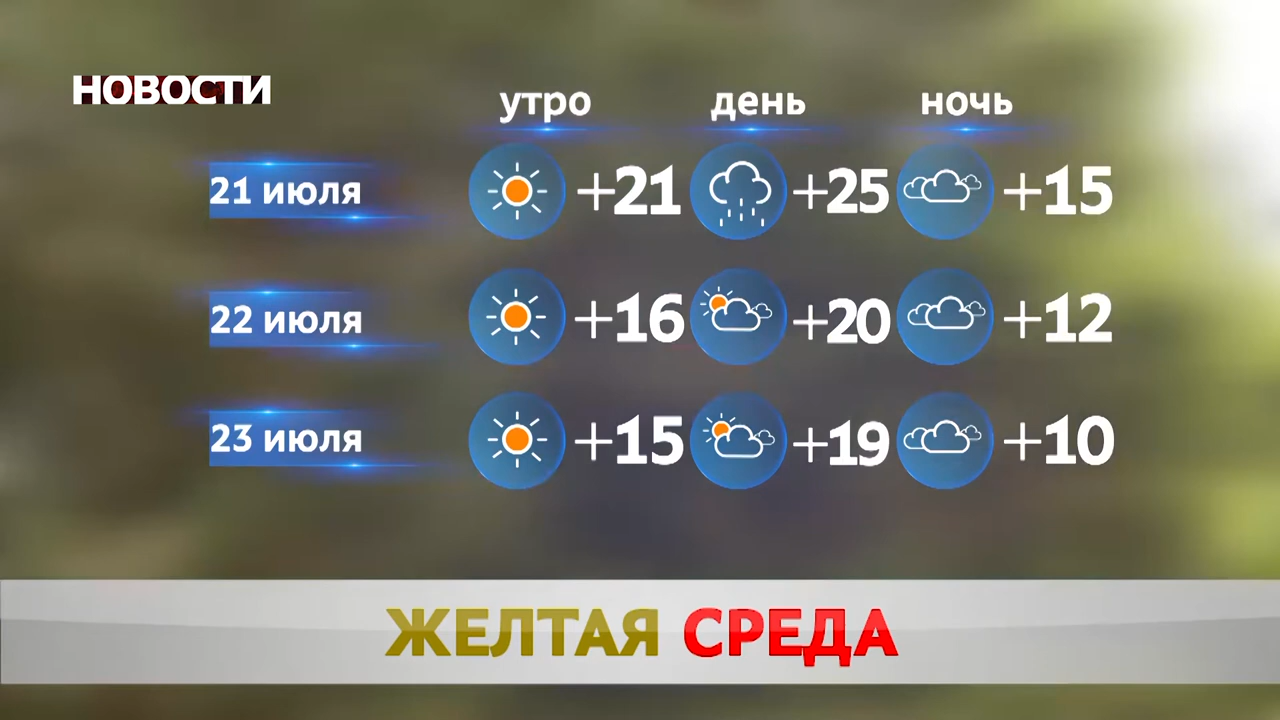 НОВОСТИ
утро день ночь
21 июля +21 +25 +15
22 июля +16 +20 +12
23 июля +15 +19 +10
ЖЕЛТАЯ СРЕДА